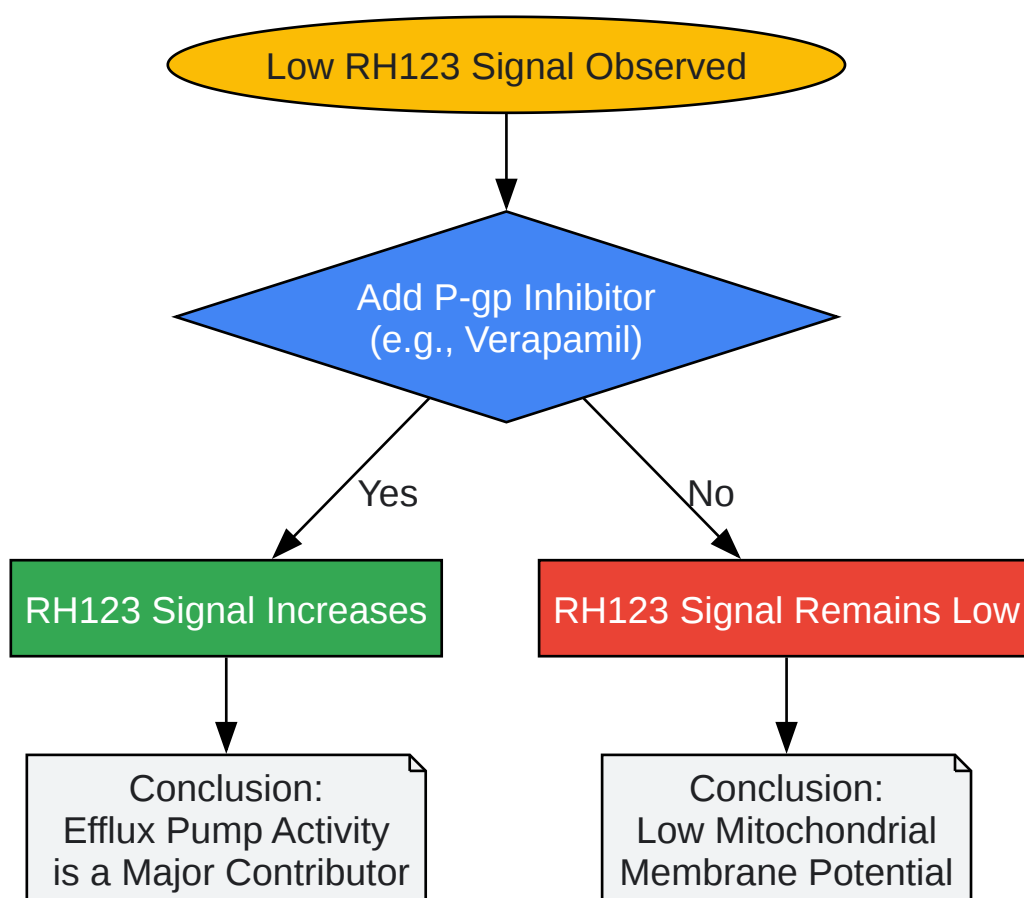 Low RH123 Signal Observed
Add P-gp Inhibitor
(e.g., Verapamil)
Yes
No
RH123 Signal Increases
RH123 Signal Remains Low
Conclusion:
Efflux Pump Activity
is a Major Contributor
Conclusion:
Low Mitochondrial
Membrane Potential